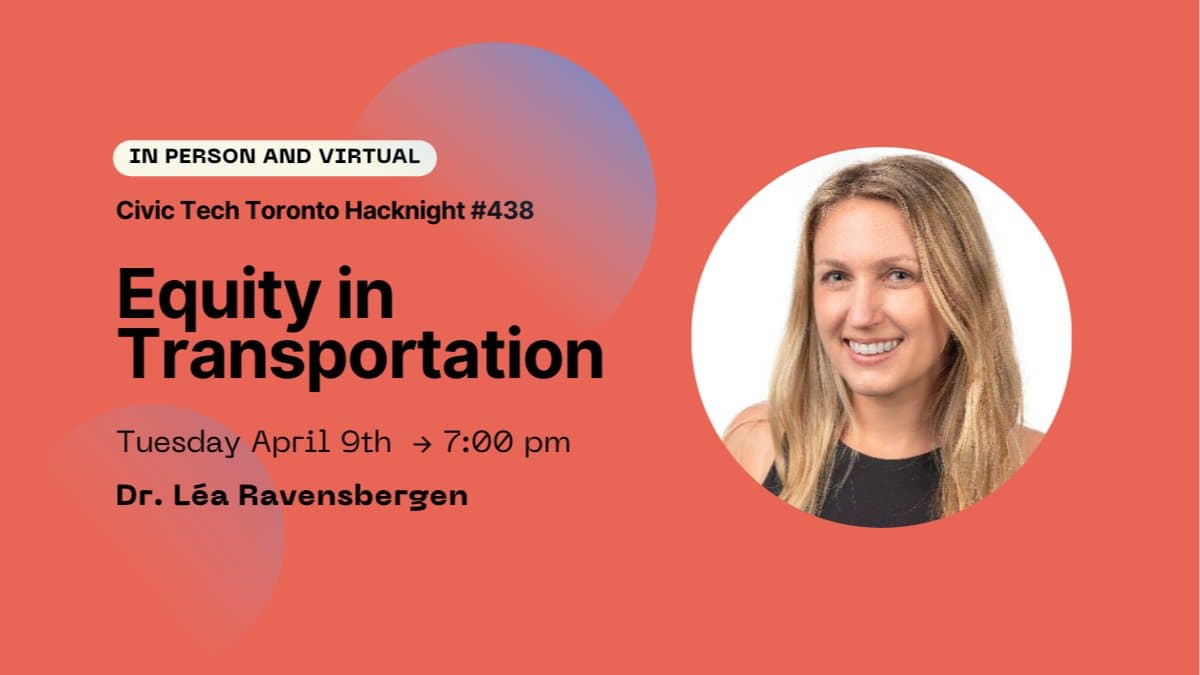 IN PERSON AND VIRTUAL
Civic Tech Toronto Hacknight #438
Equity in
Transportation
Tuesday April 9th → 7:00 pm
Dr. Léa Ravensbergen